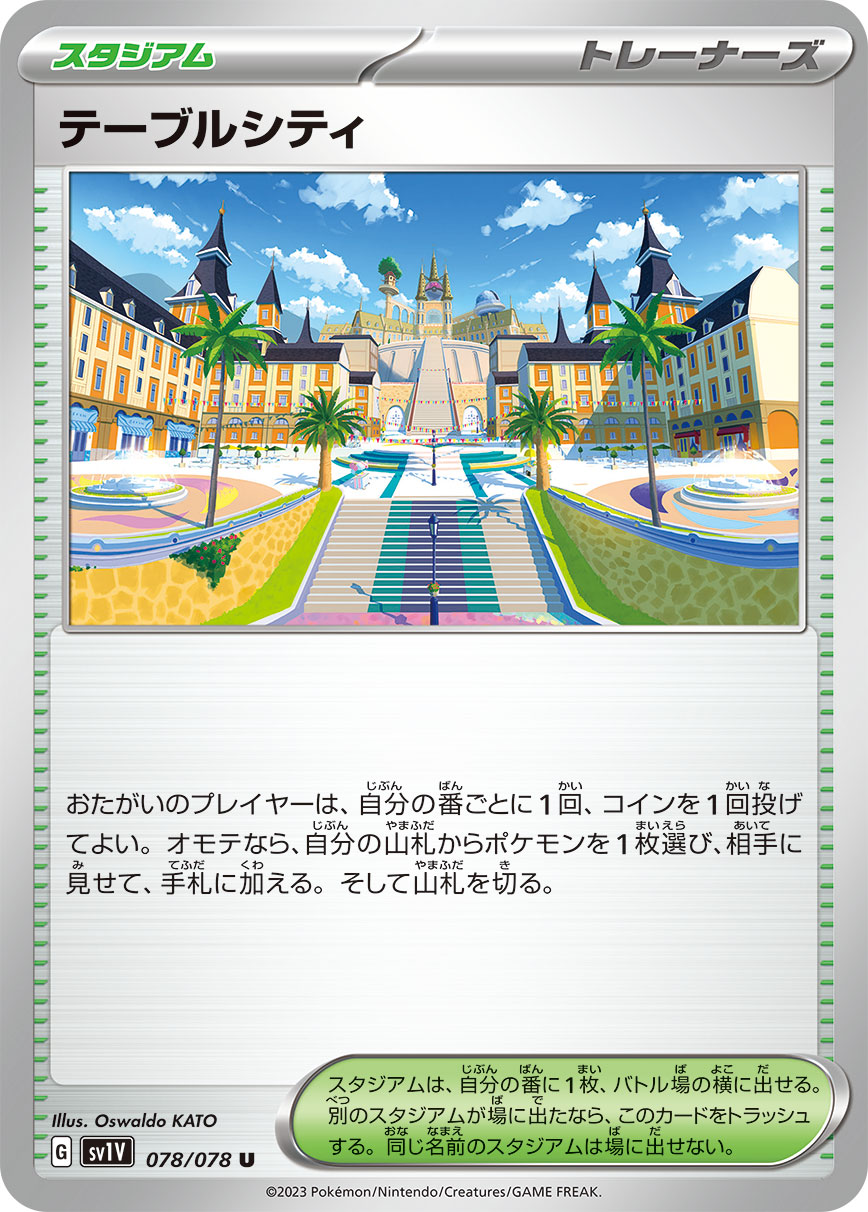 スタジアム
トレーナーズ
テーブルシティ
おたがいのプレイヤーは、自分の番ごとに1回、コインを1回投げ
てよい。オモテなら、自分の山札からポケモンを1枚選び、相手に
見せて、手札に加える。そして山札を切る。
スタジアムは、自分の番に1枚、バトル場の横に出せる。
別のスタジアムが場に出たなら、このカードをトラッシュ
する。同じ名前のスタジアムは場に出せない。
Illus. Oswaldo KATO
G sv1V 078/078 U
©2023 Pokémon/Nintendo/Creatures/GAME FREAK.